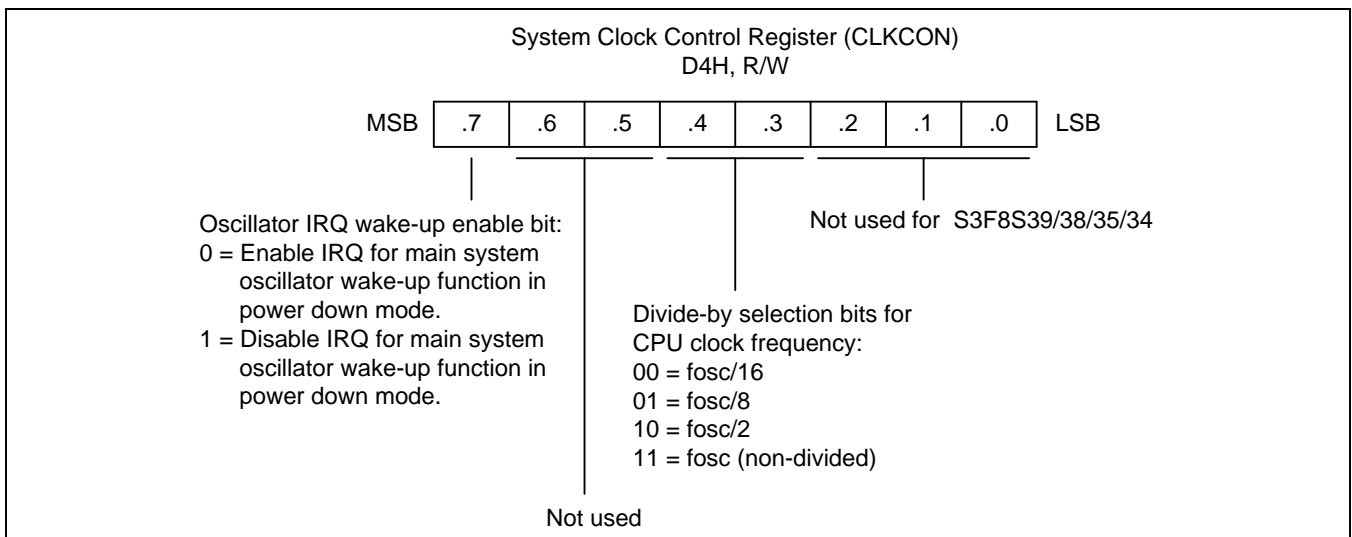 System Clock Control Register (CLKCON)
D4H, R/W
MSB .7 .6 .5 .4 .3 .2 .1 .0 LSB
Oscillator IRQ wake-up enable bit:
0 = Enable IRQ for main system
oscillator wake-up function in
power down mode.
1 = Disable IRQ for main system
oscillator wake-up function in
power down mode.
Not used
Divide-by selection bits for
CPU clock frequency:
00 = fosc/16
01 = fosc/8
10 = fosc/2
11 = fosc (non-divided)
Not used for S3F8S39/38/35/34